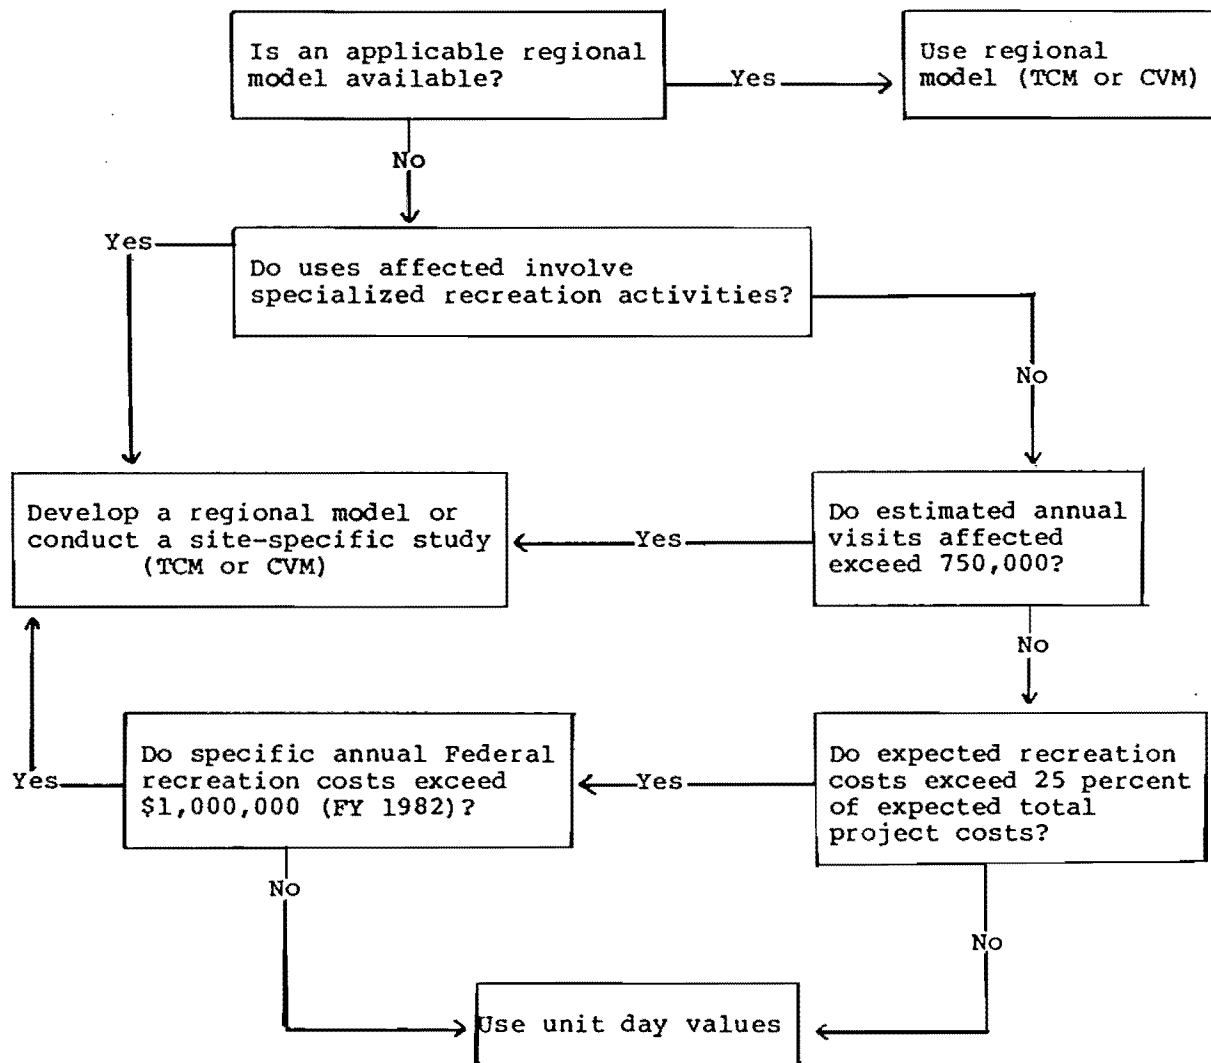 Is an applicable regional
model available?
Yes
Use regional
model (TCM or CVM)
No
Yes
Do uses affected involve
specialized recreation activities?
No
Develop a regional model or
conduct a site-specific study
(TCM or CVM)
Yes
Do estimated annual
visits affected
exceed 750,000?
No
Yes
Do specific annual Federal
recreation costs exceed
$1,000,000 (FY 1982)?
Yes
Do expected recreation
costs exceed 25 percent
of expected total
project costs?
No
No
Use unit day values